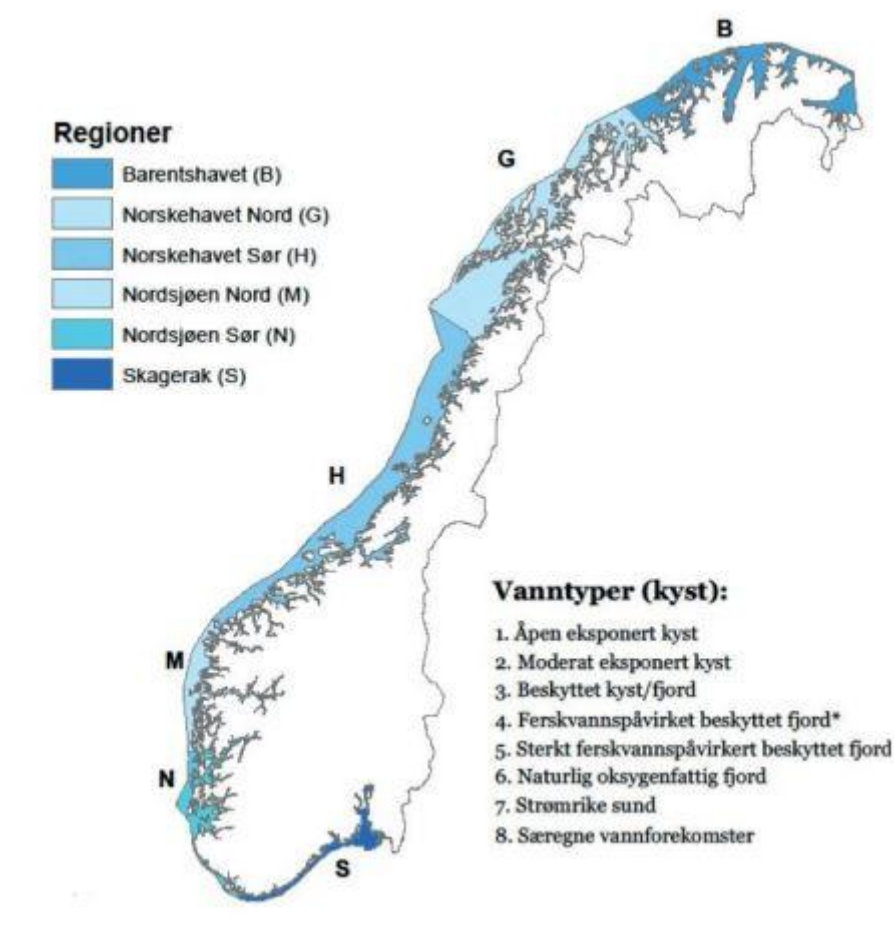 B
Regioner
Barentshavet (B)
G
Norskehavet Nord (G)
Norskehavet Sør (H)
Nordsjøen Nord (M)
Nordsjøen Sør (N)
Skagerak (S)
H
Vanntyper (kyst):
1. Åpen eksponert kyst
M
2. Moderat eksponert kyst
3. Beskyttet kyst/fjord
4. Ferskvannspåvirket beskyttet fjord*
5. Sterkt ferskvannspåvirkert beskyttet fjord
N
6. Naturlig oksygenfattig fjord
7. Strømrike sund
8. Særegne vannforekomster
S